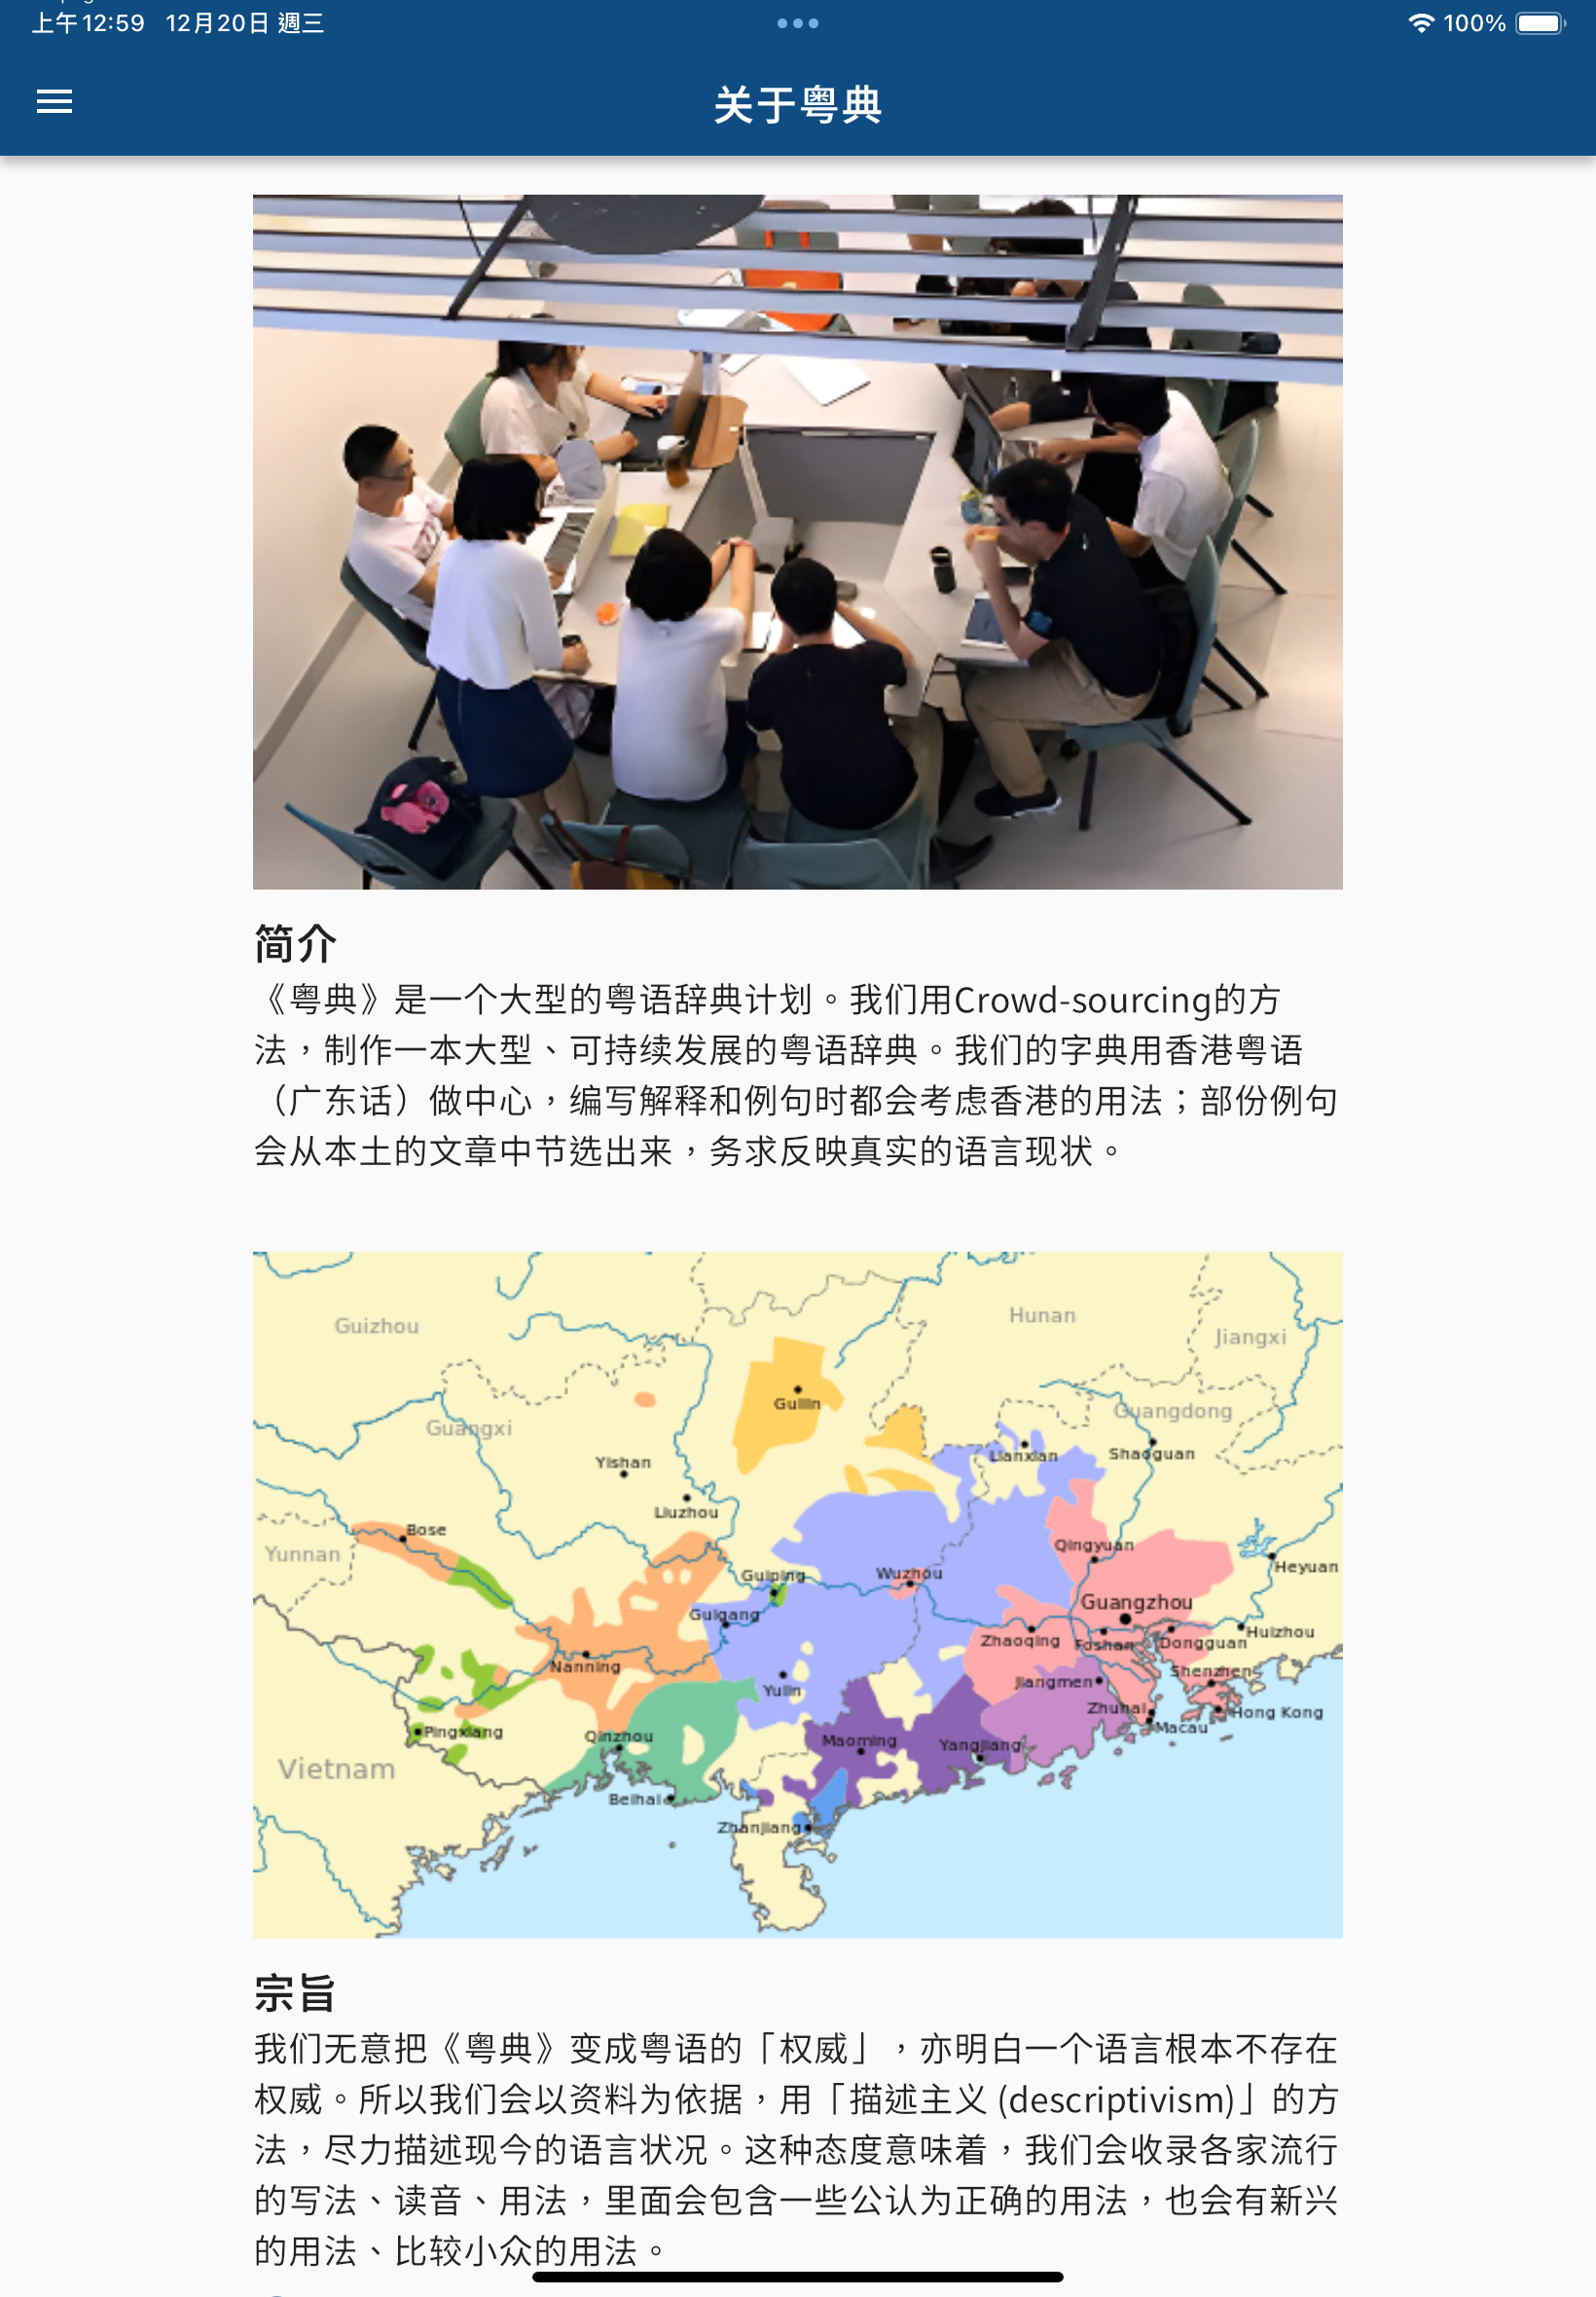 上午12:59 12月20日 週三
100%
关于粤典
简介
《粤典》是一个大型的粤语辞典计划。我们用Crowd-sourcing的方
法，制作一本大型、可持续发展的粤语辞典。我们的字典用香港粤语
（广东话）做中心，编写解释和例句时都会考虑香港的用法；部份例句
会从本土的文章中节选出来，务求反映真实的语言现状。
Guizhou
Hunan
Jiangxi
Guilin
Guangxi
Guangdong
Yishan
Lianxian
Shaoguan
Liuzhou
Bose
Yunnan
Qingyuan
Guiping
Wuzhou
Heyuan
Guangzhou
Guigang
Zhaoqing
Foshan
Dongguan
Huizhou
Nanning
Yulin
Jiangmen
Shenzhen
Zhuhai
Hong Kong
Macau
Pingxiang
Qinzhou
Maoming
Yangjiang
Vietnam
Beihai
Zhanjiang
宗旨
我们无意把《粤典》变成粤语的「权威」，亦明白一个语言根本不存在
权威。所以我们会以资料为依据，用「描述主义 (descriptivism)」的方
法，尽力描述现今的语言状况。这种态度意味着，我们会收录各家流行
的写法、读音、用法，里面会包含一些公认为正确的用法，也会有新兴
的用法、比较小众的用法。